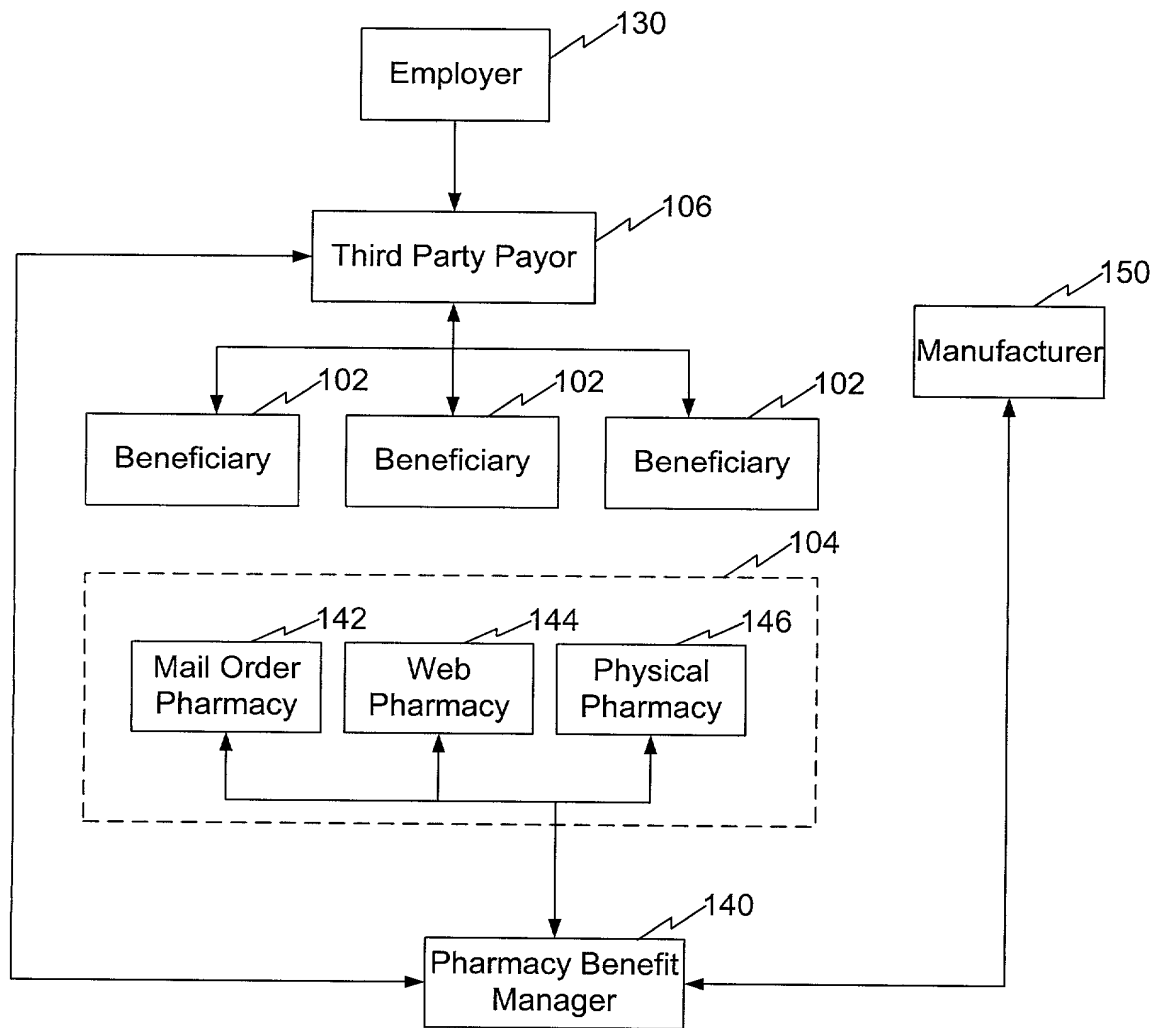 130
Employer
106
Third Party Payor
150
Manufacturer
102
102
102
Beneficiary
Beneficiary
Beneficiary
104
142
144
146
Mail Order
Pharmacy
Web
Pharmacy
Physical
Pharmacy
140
Pharmacy Benefit
Manager